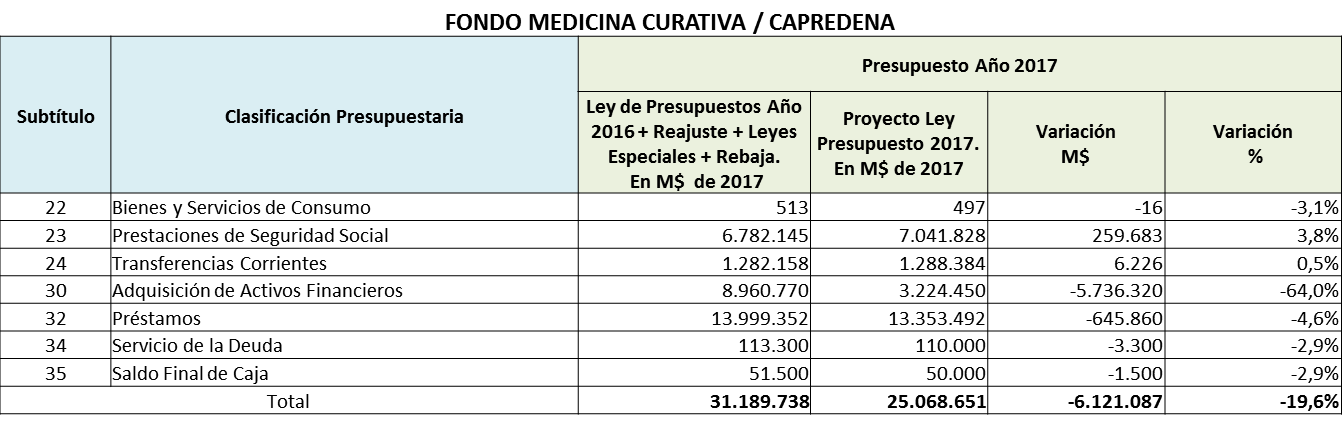 FONDO MEDICINA CURATIVA / CAPREDENA
Subtítulo
Clasificación Presupuestaria
Presupuesto Año 2017
Ley de Presupuestos Año
2016 + Reajuste + Leyes
Especiales + Rebaja.
En M$ de 2017
Proyecto Ley
Presupuesto 2017.
En M$ de 2017
Variación
M$
Variación
%
22 Bienes y Servicios de Consumo 513 497 -16 -3,1%
23 Prestaciones de Seguridad Social 6.782.145 7.041.828 259.683 3,8%
24 Transferencias Corrientes 1.282.158 1.288.384 6.226 0,5%
30 Adquisición de Activos Financieros 8.960.770 3.224.450 -5.736.320 -64,0%
32 Préstamos 13.999.352 13.353.492 -645.860 -4,6%
34 Servicio de la Deuda 113.300 110.000 -3.300 -2,9%
35 Saldo Final de Caja 51.500 50.000 -1.500 -2,9%
Total 31.189.738 25.068.651 -6.121.087 -19,6%